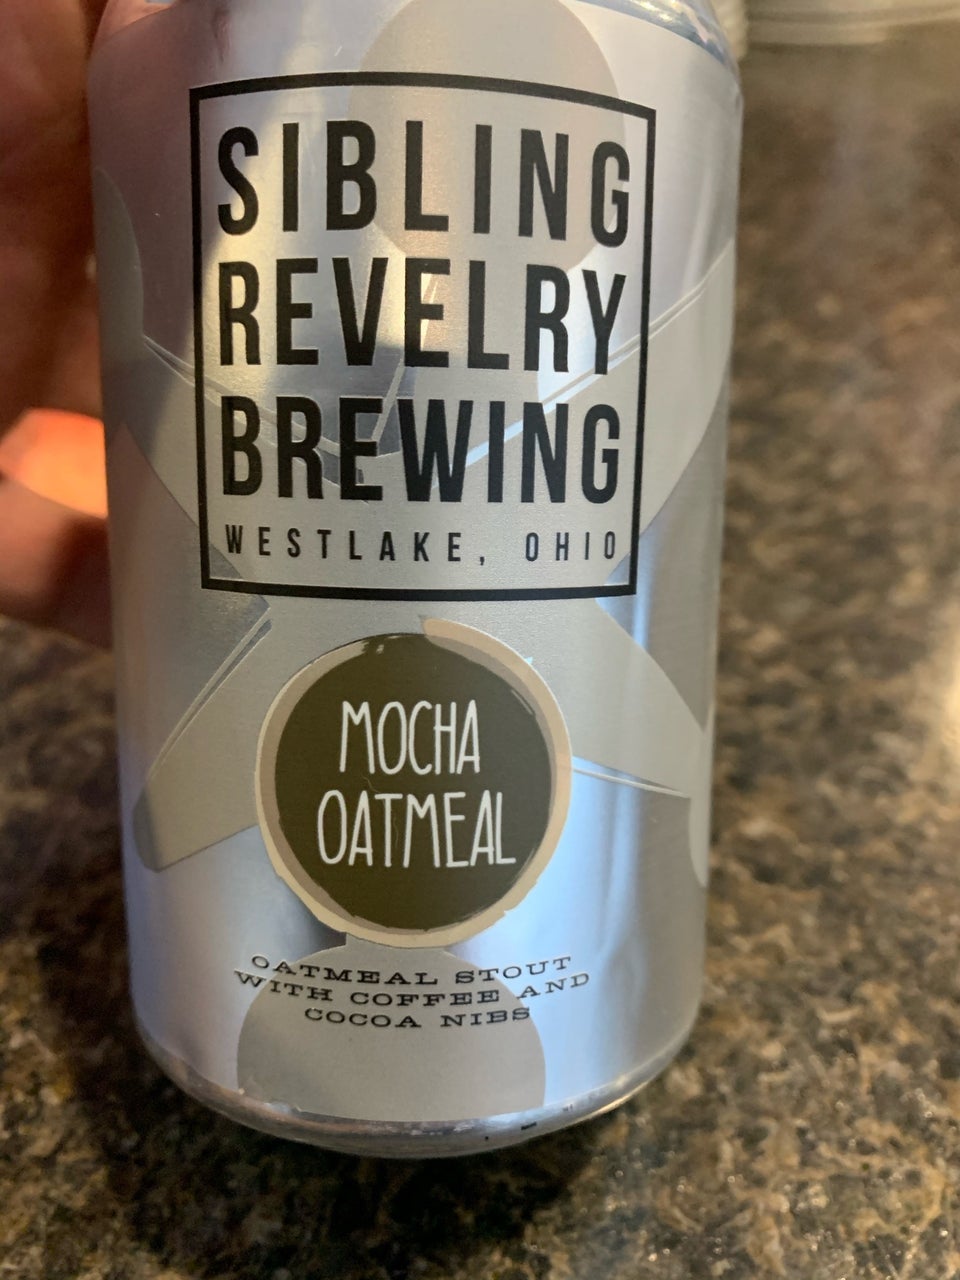 SIBLING
REVELRY
BREWING
WESTLAKE, OHIO
MOCHA
OATMEAL
OATMEAL STOUT
WITH COFFEE AND
COCOA NIBS